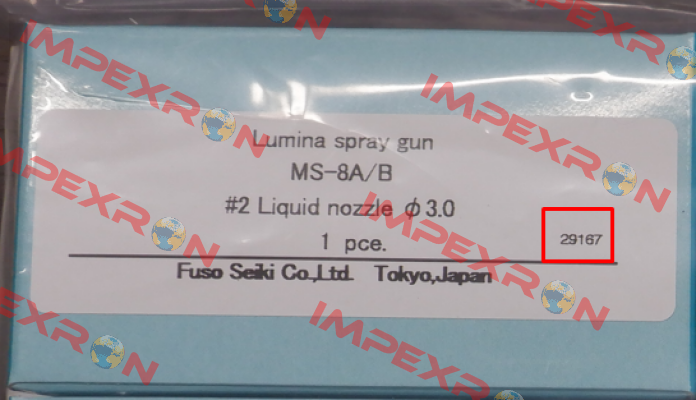 IMPEXRON
IMPEXRON
IMPEXRON
Lumina spray gun
MS-8A/B
#2 Liquid nozzle φ3.0
1 pce.
29167
Fuso Seiki Co.,Ltd. Tokyo,Japan
IMPEXRON